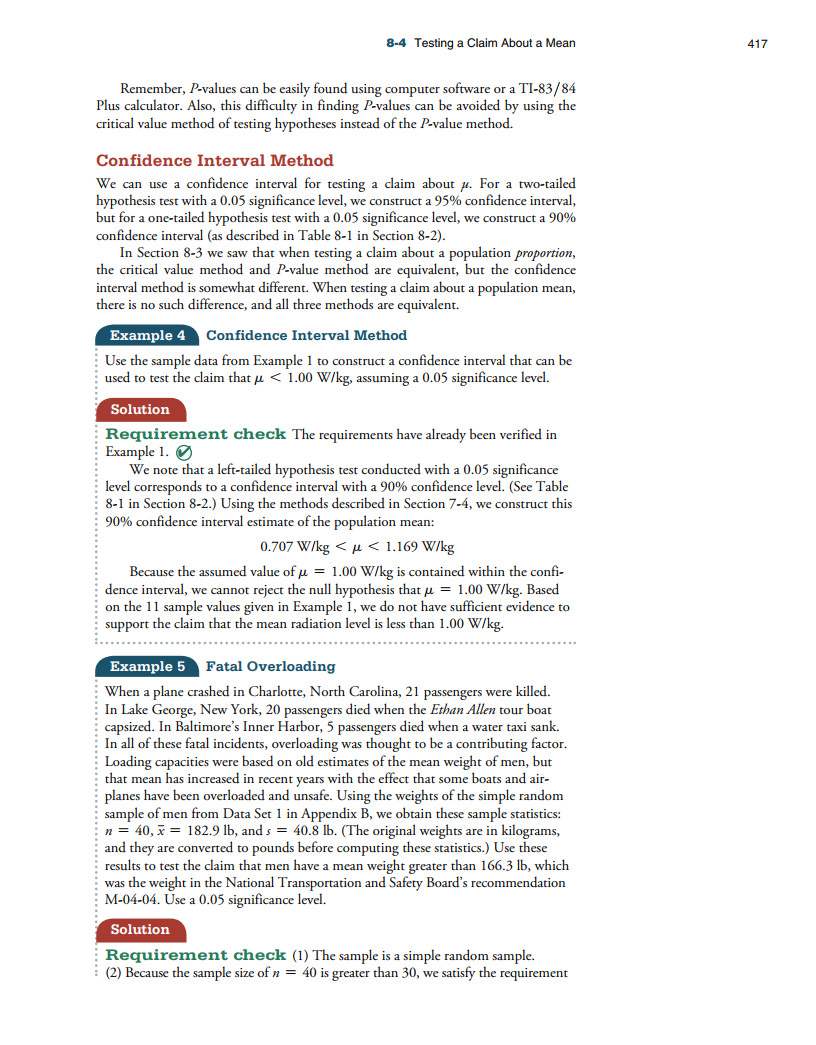 8-4 Testing a Claim About a Mean 417
Remember, P-values can be easily found using computer software or a TI-83/84
Plus calculator. Also, this difficulty in finding P-values can be avoided by using the
critical value method of testing hypotheses instead of the P-value method.
Confidence Interval Method
We can use a confidence interval for testing a claim about μ. For a two-tailed
hypothesis test with a 0.05 significance level, we construct a 95% confidence interval,
but for a one-tailed hypothesis test with a 0.05 significance level, we construct a 90%
confidence interval (as described in Table 8-1 in Section 8-2).
In Section 8-3 we saw that when testing a claim about a population proportion,
the critical value method and P-value method are equivalent, but the confidence
interval method is somewhat different. When testing a claim about a population mean,
there is no such difference, and all three methods are equivalent.
Example 4 Confidence Interval Method
Use the sample data from Example 1 to construct a confidence interval that can be
used to test the claim that μ < 1.00 W/kg, assuming a 0.05 significance level.
Solution
Requirement check The requirements have already been verified in
Example 1.
We note that a left-tailed hypothesis test conducted with a 0.05 significance
level corresponds to a confidence interval with a 90% confidence level. (See Table
8-1 in Section 8-2.) Using the methods described in Section 7-4, we construct this
90% confidence interval estimate of the population mean:
0.707 W/kg < μ < 1.169 W/kg
Because the assumed value of μ = 1.00 W/kg is contained within the confi-
dence interval, we cannot reject the null hypothesis that μ = 1.00 W/kg. Based
on the 11 sample values given in Example 1, we do not have sufficient evidence to
support the claim that the mean radiation level is less than 1.00 W/kg.
Example 5 Fatal Overloading
When a plane crashed in Charlotte, North Carolina, 21 passengers were killed.
In Lake George, New York, 20 passengers died when the Ethan Allen tour boat
capsized. In Baltimore's Inner Harbor, 5 passengers died when a water taxi sank.
In all of these fatal incidents, overloading was thought to be a contributing factor.
Loading capacities were based on old estimates of the mean weight of men, but
that mean has increased in recent years with the effect that some boats and air-
planes have been overloaded and unsafe. Using the weights of the simple random
sample of men from Data Set 1 in Appendix B, we obtain these sample statistics:
n = 40, x̄ = 182.9 lb, and s = 40.8 lb. (The original weights are in kilograms,
and they are converted to pounds before computing these statistics.) Use these
results to test the claim that men have a mean weight greater than 166.3 lb, which
was the weight in the National Transportation and Safety Board's recommendation
M-04-04. Use a 0.05 significance level.
Solution
Requirement check (1) The sample is a simple random sample.
(2) Because the sample size of n = 40 is greater than 30, we satisfy the requirement